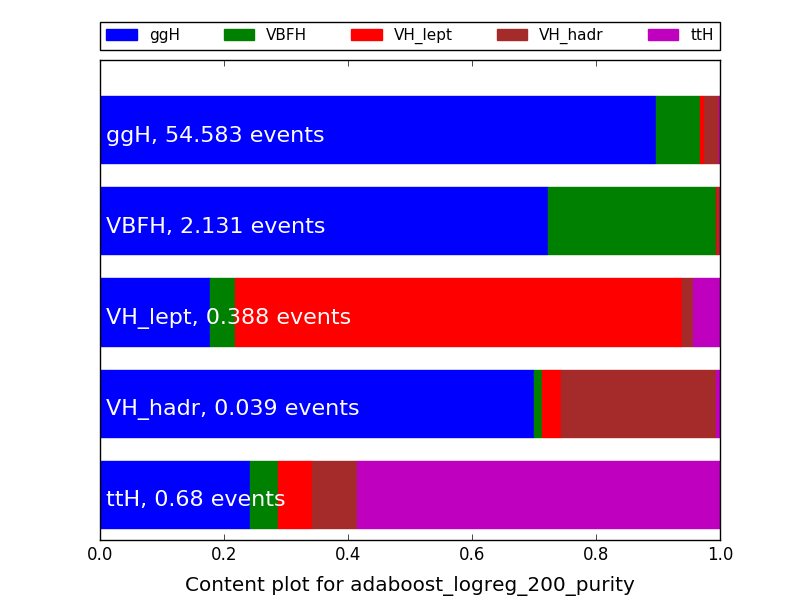 ggH VBFH VH_lept VH_hadr ttH
ggH, 54.583 events
VBFH, 2.131 events
VH_lept, 0.388 events
VH_hadr, 0.039 events
ttH, 0.68 events
0.0 0.2 0.4 0.6 0.8 1.0
Content plot for adaboost_logreg_200_purity